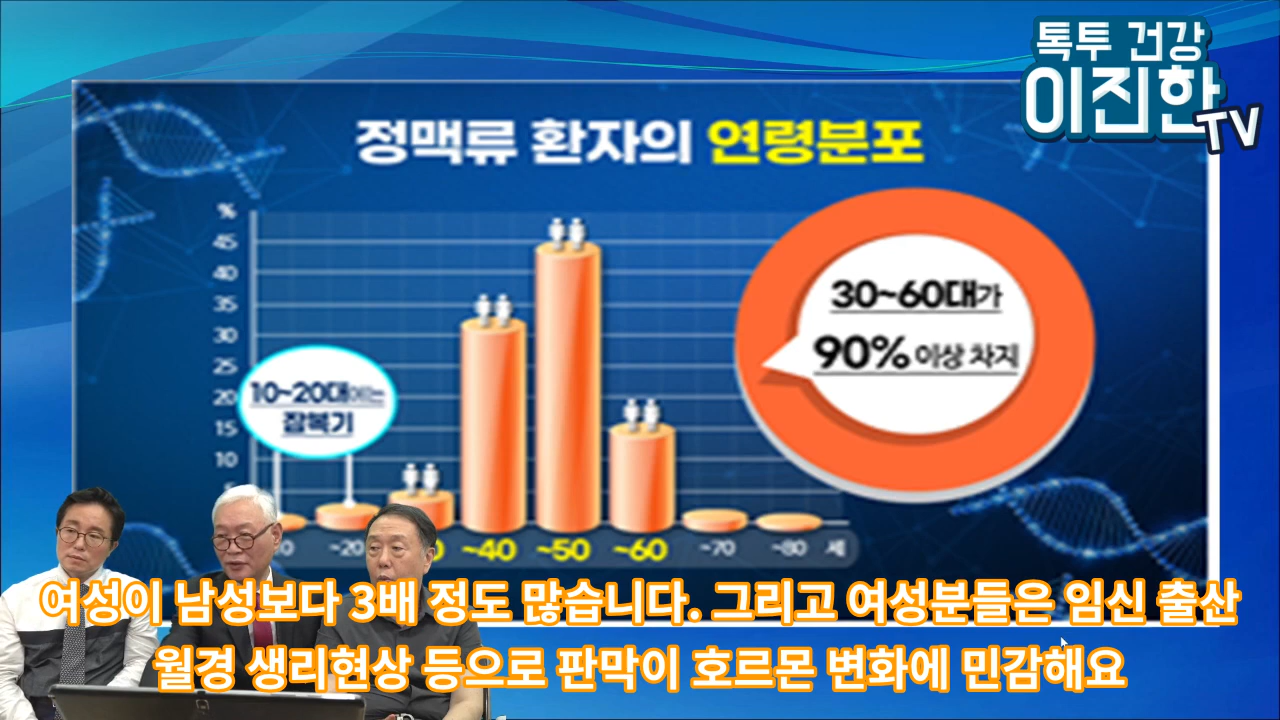 톡투 건강
이진한
TV
정맥류 환자의 연령분포
%
45
40
35
30
25
20
15
10
10~20대에는
잠복기
30~60대가
90% 이상 차지
~20
~40
~50
~60
~70
~80
세
여성이 남성보다 3배 정도 많습니다. 그리고 여성분들은 임신 출산
월경 생리현상 등으로 판막이 호르몬 변화에 민감해요